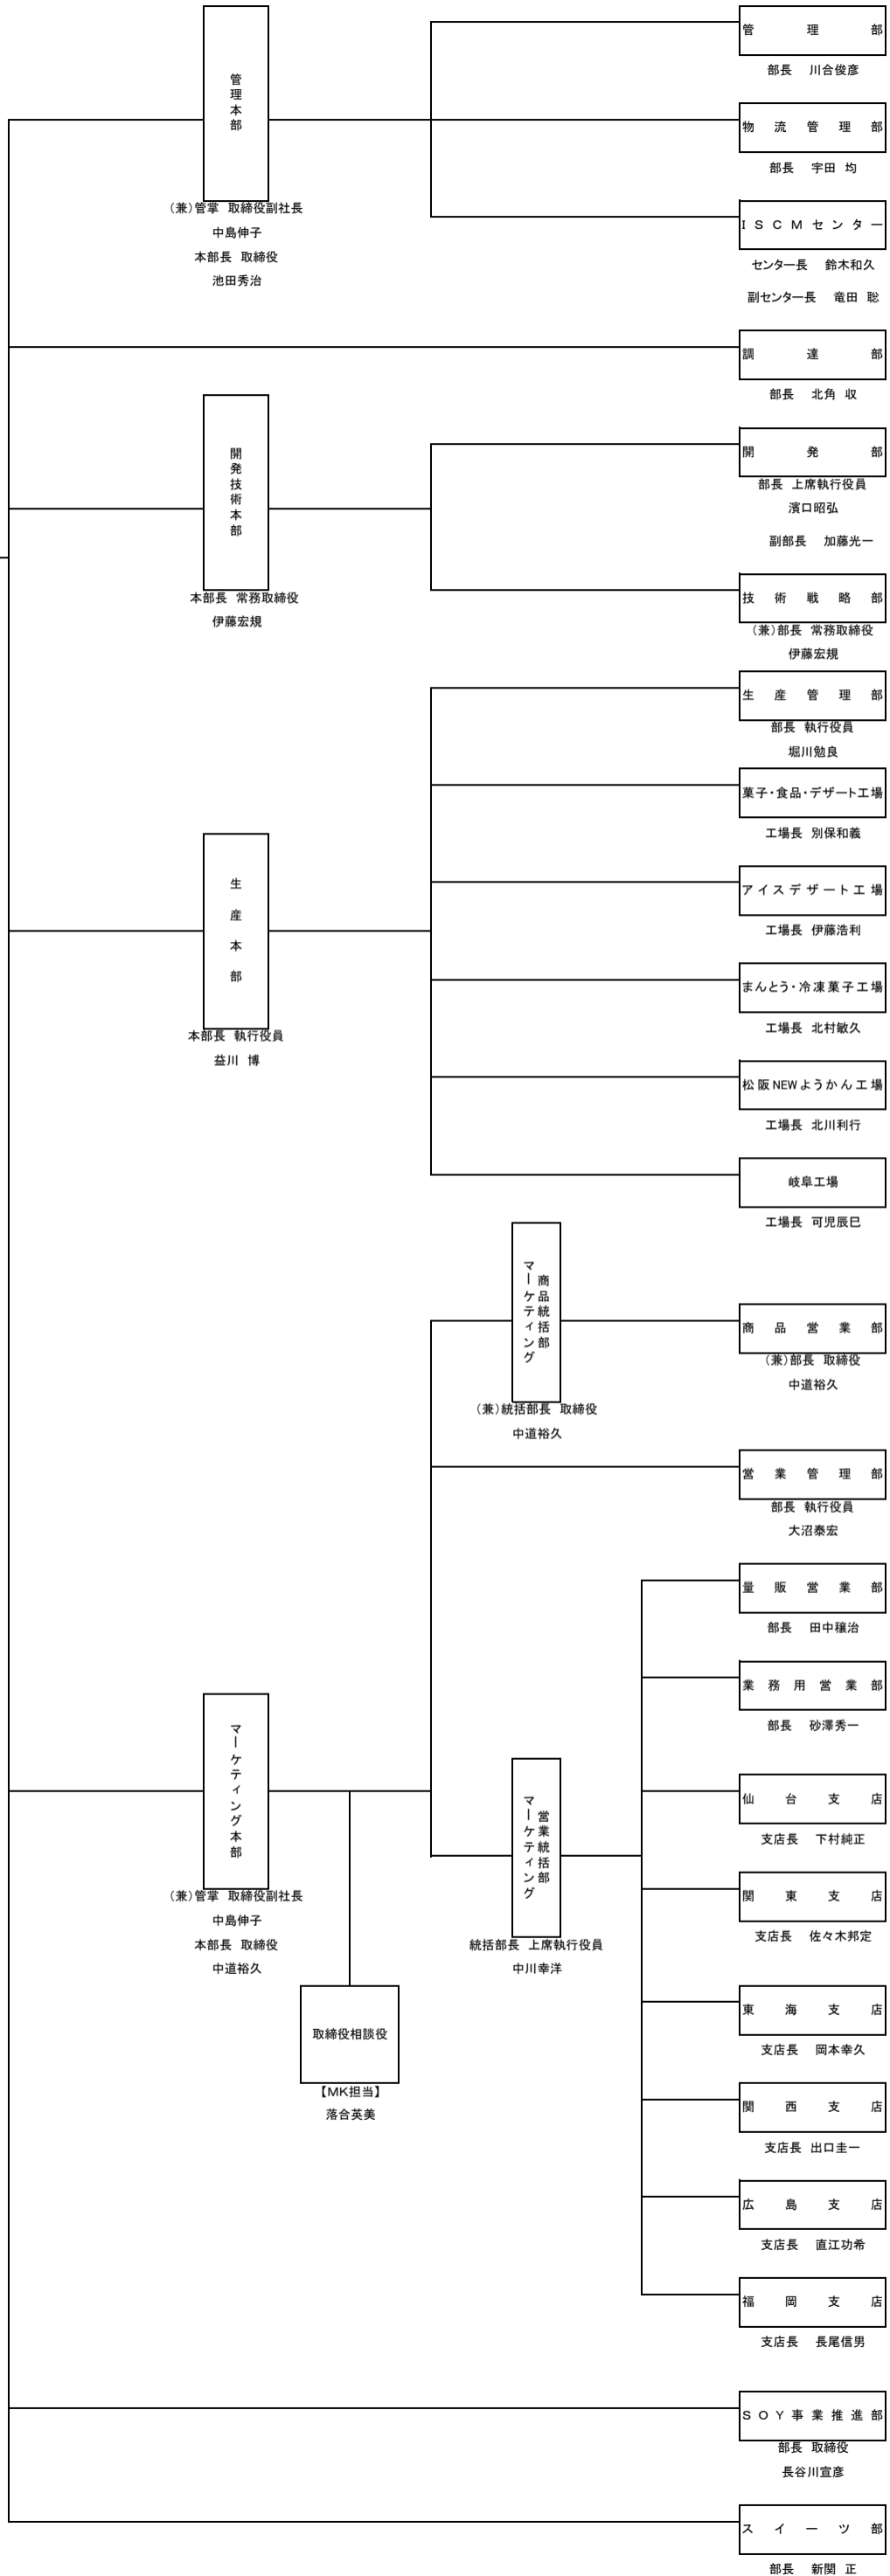 管理本部
(兼)管掌 取締役副社長
中島伸子
本部長 取締役
池田秀治
管理部
部長 川合俊彦
物流管理部
部長 宇田 均
ISCMセンター
センター長 鈴木和久
副センター長 竜田 聡
調達部
部長 北角 収
開発技術本部
本部長 常務取締役
伊藤宏規
開発部
部長 上席執行役員
濱口昭弘
副部長 加藤光一
技術戦略部
(兼)部長 常務取締役
伊藤宏規
生産本部
本部長 執行役員
益川 博
生産管理部
部長 執行役員
堀川勉良
菓子・食品・デザート工場
工場長 別保和義
アイスデザート工場
工場長 伊藤浩利
まんとう・冷凍菓子工場
工場長 北村敏久
松阪NEWようかん工場
工場長 北川利行
岐阜工場
工場長 可児辰巳
マーケティング本部
(兼)管掌 取締役副社長
中島伸子
本部長 取締役
中道裕久
取締役相談役
【MK担当】
落合英美
マーケティング
商品統括部
(兼)統括部長 取締役
中道裕久
商品営業部
(兼)部長 取締役
中道裕久
営業管理部
部長 執行役員
大沼泰宏
マーケティング
営業統括部
統括部長 上席執行役員
中川幸洋
量販営業部
部長 田中穣治
業務用営業部
部長 砂澤秀一
仙台支店
支店長 下村純正
関東支店
支店長 佐々木邦定
東海支店
支店長 岡本幸久
関西支店
支店長 出口圭一
広島支店
支店長 直江功希
福岡支店
支店長 長尾信男
SOY事業推進部
部長 取締役
長谷川宣彦
スイーツ部
部長 新関 正